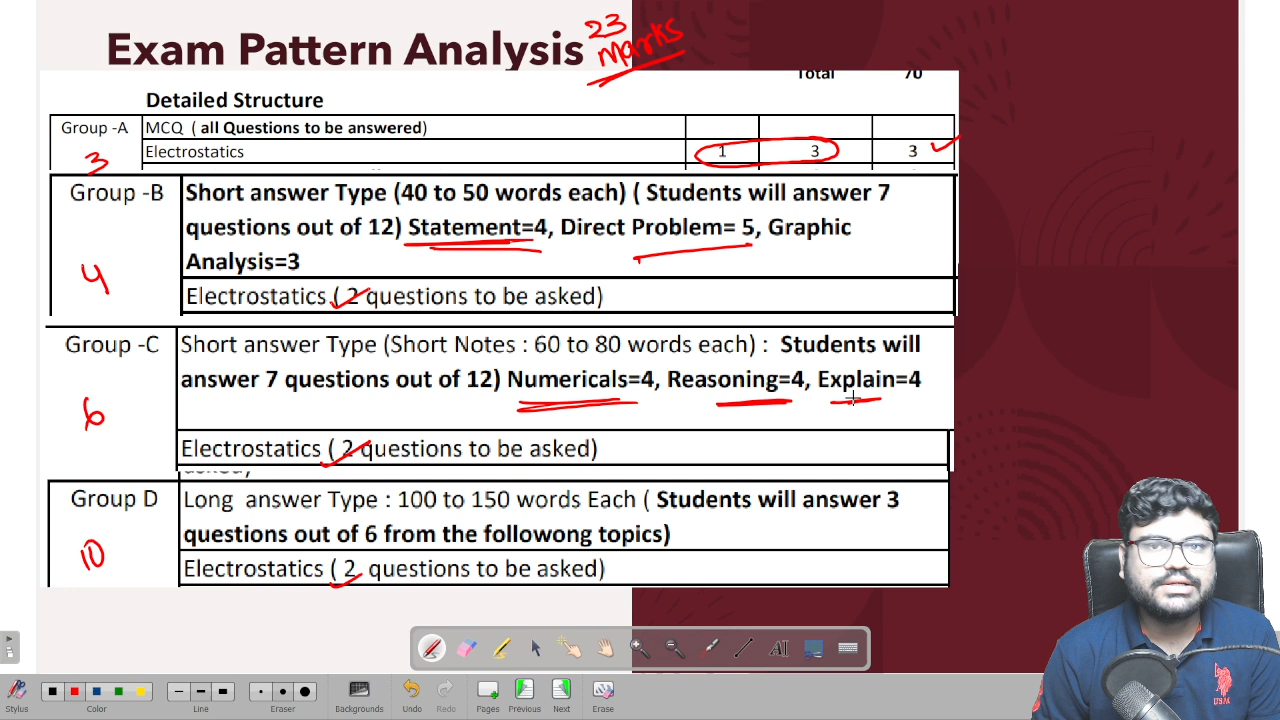 Exam Pattern Analysis
23
marks
Total 70
Detailed Structure
Group -A MCQ ( all Questions to be answered)
3 Electrostatics 1 3 3
Group -B Short answer Type (40 to 50 words each) ( Students will answer 7
questions out of 12) Statement=4, Direct Problem= 5, Graphic
4 Analysis=3
Electrostatics ( 2 questions to be asked)
Group -C Short answer Type (Short Notes : 60 to 80 words each) : Students will
answer 7 questions out of 12) Numericals=4, Reasoning=4, Explain=4
6
Electrostatics ( 2 questions to be asked)
Group D Long answer Type : 100 to 150 words Each ( Students will answer 3
questions out of 6 from the followong topics)
10 Electrostatics ( 2 questions to be asked)
AI
Stylus Color Line Eraser Backgrounds Undo Redo Pages Previous Next Erase